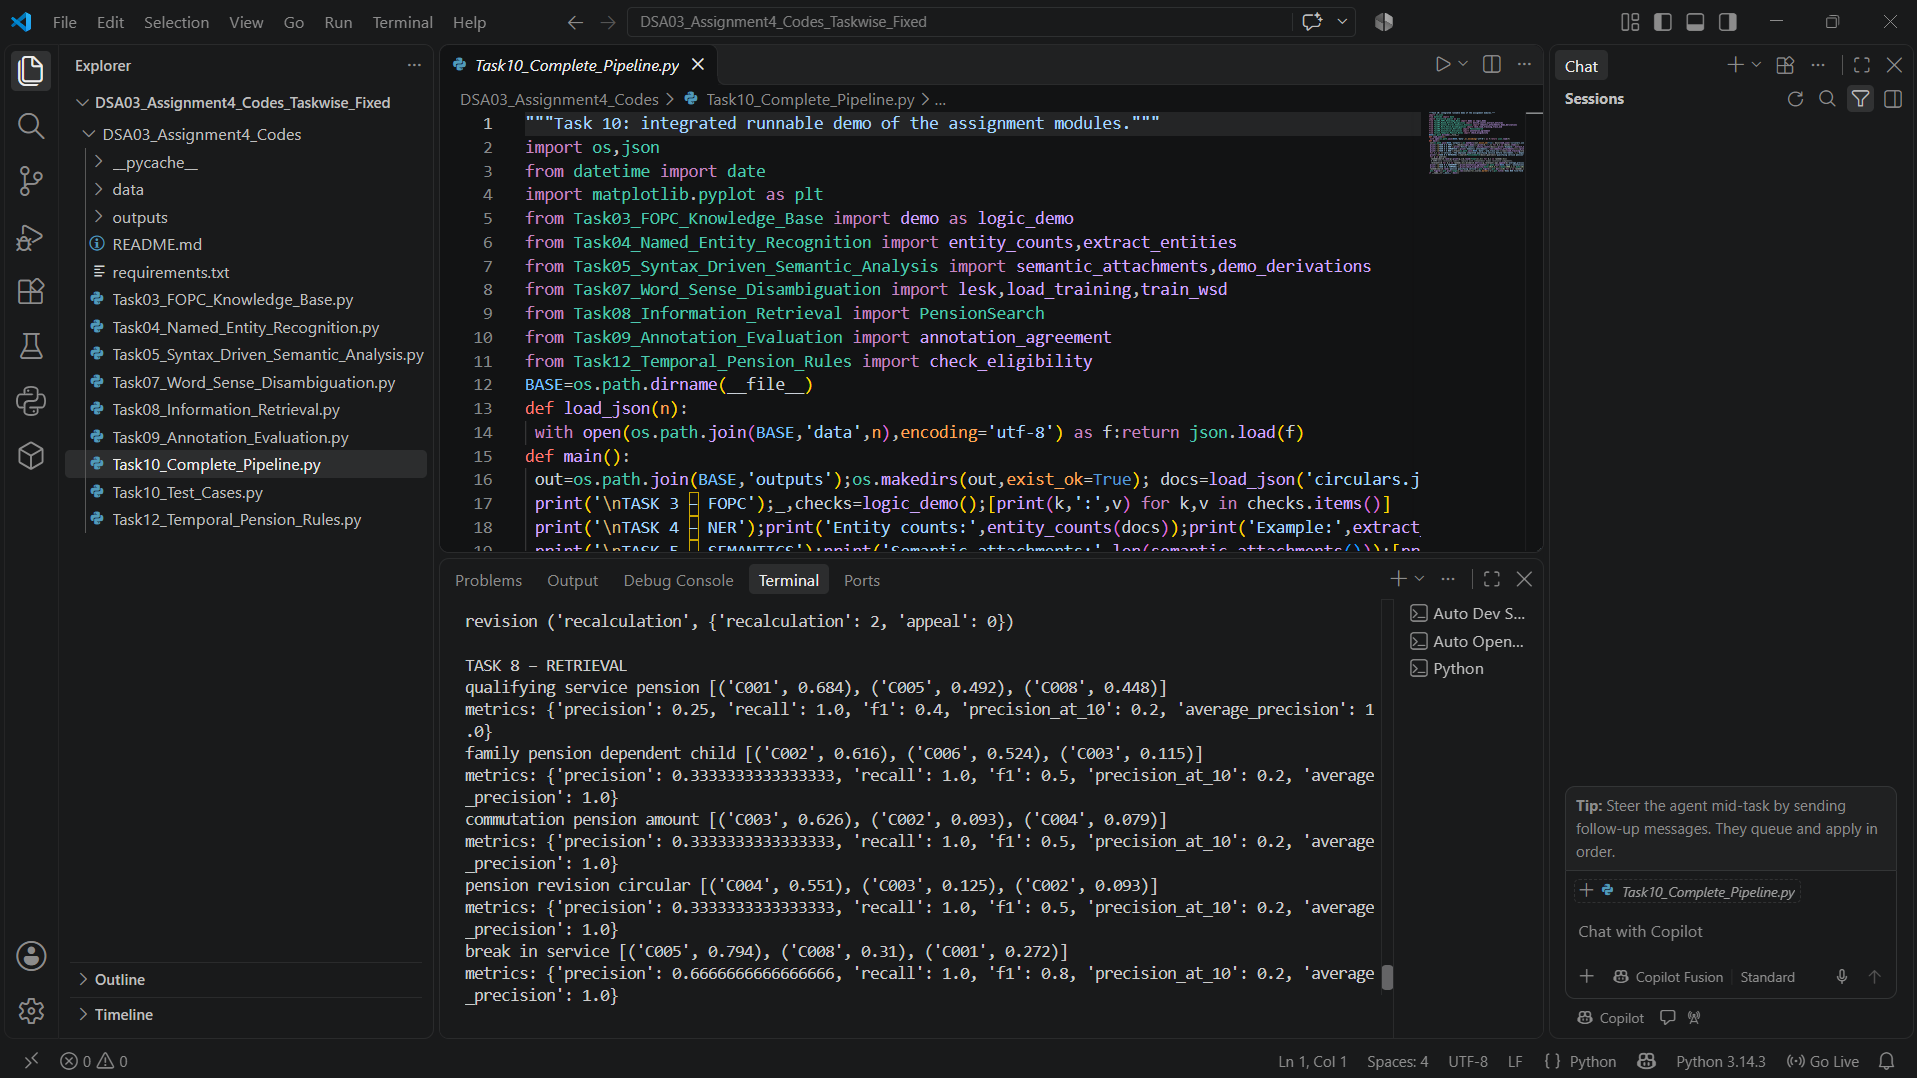 File Edit Selection View Go Run Terminal Help
DSA03_Assignment4_Codes_Taskwise_Fixed
Explorer
DSA03_Assignment4_Codes_Taskwise_Fixed
DSA03_Assignment4_Codes
__pycache__
data
outputs
README.md
requirements.txt
Task03_FOPC_Knowledge_Base.py
Task04_Named_Entity_Recognition.py
Task05_Syntax_Driven_Semantic_Analysis.py
Task07_Word_Sense_Disambiguation.py
Task08_Information_Retrieval.py
Task09_Annotation_Evaluation.py
Task10_Complete_Pipeline.py
Task10_Test_Cases.py
Task12_Temporal_Pension_Rules.py
Outline
Timeline
Task10_Complete_Pipeline.py
DSA03_Assignment4_Codes > Task10_Complete_Pipeline.py > ...
1 """Task 10: integrated runnable demo of the assignment modules."""
2 import os,json
3 from datetime import date
4 import matplotlib.pyplot as plt
5 from Task03_FOPC_Knowledge_Base import demo as logic_demo
6 from Task04_Named_Entity_Recognition import entity_counts,extract_entities
7 from Task05_Syntax_Driven_Semantic_Analysis import semantic_attachments,demo_derivations
8 from Task07_Word_Sense_Disambiguation import lesk,load_training,train_wsd
9 from Task08_Information_Retrieval import PensionSearch
10 from Task09_Annotation_Evaluation import annotation_agreement
11 from Task12_Temporal_Pension_Rules import check_eligibility
12 BASE=os.path.dirname(__file__)
13 def load_json(n):
14 with open(os.path.join(BASE,'data',n),encoding='utf-8') as f:return json.load(f)
15 def main():
16 out=os.path.join(BASE,'outputs');os.makedirs(out,exist_ok=True); docs=load_json('circulars.j
17 print('\nTASK 3 – FOPC');_,checks=logic_demo();[print(k,':',v) for k,v in checks.items()]
18 print('\nTASK 4 – NER');print('Entity counts:',entity_counts(docs));print('Example:',extract_
19 print('\nTASK 5 – SEMANTICS');print('Semantic attachments:',len(semantic_attachments()));[pr
Problems Output Debug Console Terminal Ports
revision ('recalculation', {'recalculation': 2, 'appeal': 0})
TASK 8 – RETRIEVAL
qualifying service pension [('C001', 0.684), ('C005', 0.492), ('C008', 0.448)]
metrics: {'precision': 0.25, 'recall': 1.0, 'f1': 0.4, 'precision_at_10': 0.2, 'average_precision': 1
.0}
family pension dependent child [('C002', 0.616), ('C006', 0.524), ('C003', 0.115)]
metrics: {'precision': 0.3333333333333333, 'recall': 1.0, 'f1': 0.5, 'precision_at_10': 0.2, 'average
_precision': 1.0}
commutation pension amount [('C003', 0.626), ('C002', 0.093), ('C004', 0.079)]
metrics: {'precision': 0.3333333333333333, 'recall': 1.0, 'f1': 0.5, 'precision_at_10': 0.2, 'average
_precision': 1.0}
pension revision circular [('C004', 0.551), ('C003', 0.125), ('C002', 0.093)]
metrics: {'precision': 0.3333333333333333, 'recall': 1.0, 'f1': 0.5, 'precision_at_10': 0.2, 'average
_precision': 1.0}
break in service [('C005', 0.794), ('C008', 0.31), ('C001', 0.272)]
metrics: {'precision': 0.6666666666666666, 'recall': 1.0, 'f1': 0.8, 'precision_at_10': 0.2, 'average
_precision': 1.0}
Auto Dev S...
Auto Open...
Python
Chat
Sessions
Tip: Steer the agent mid-task by sending
follow-up messages. They queue and apply in
order.
Task10_Complete_Pipeline.py
Chat with Copilot
Copilot Fusion Standard
Copilot
0 0
Ln 1, Col 1 Spaces: 4 UTF-8 LF { } Python Python 3.14.3 Go Live